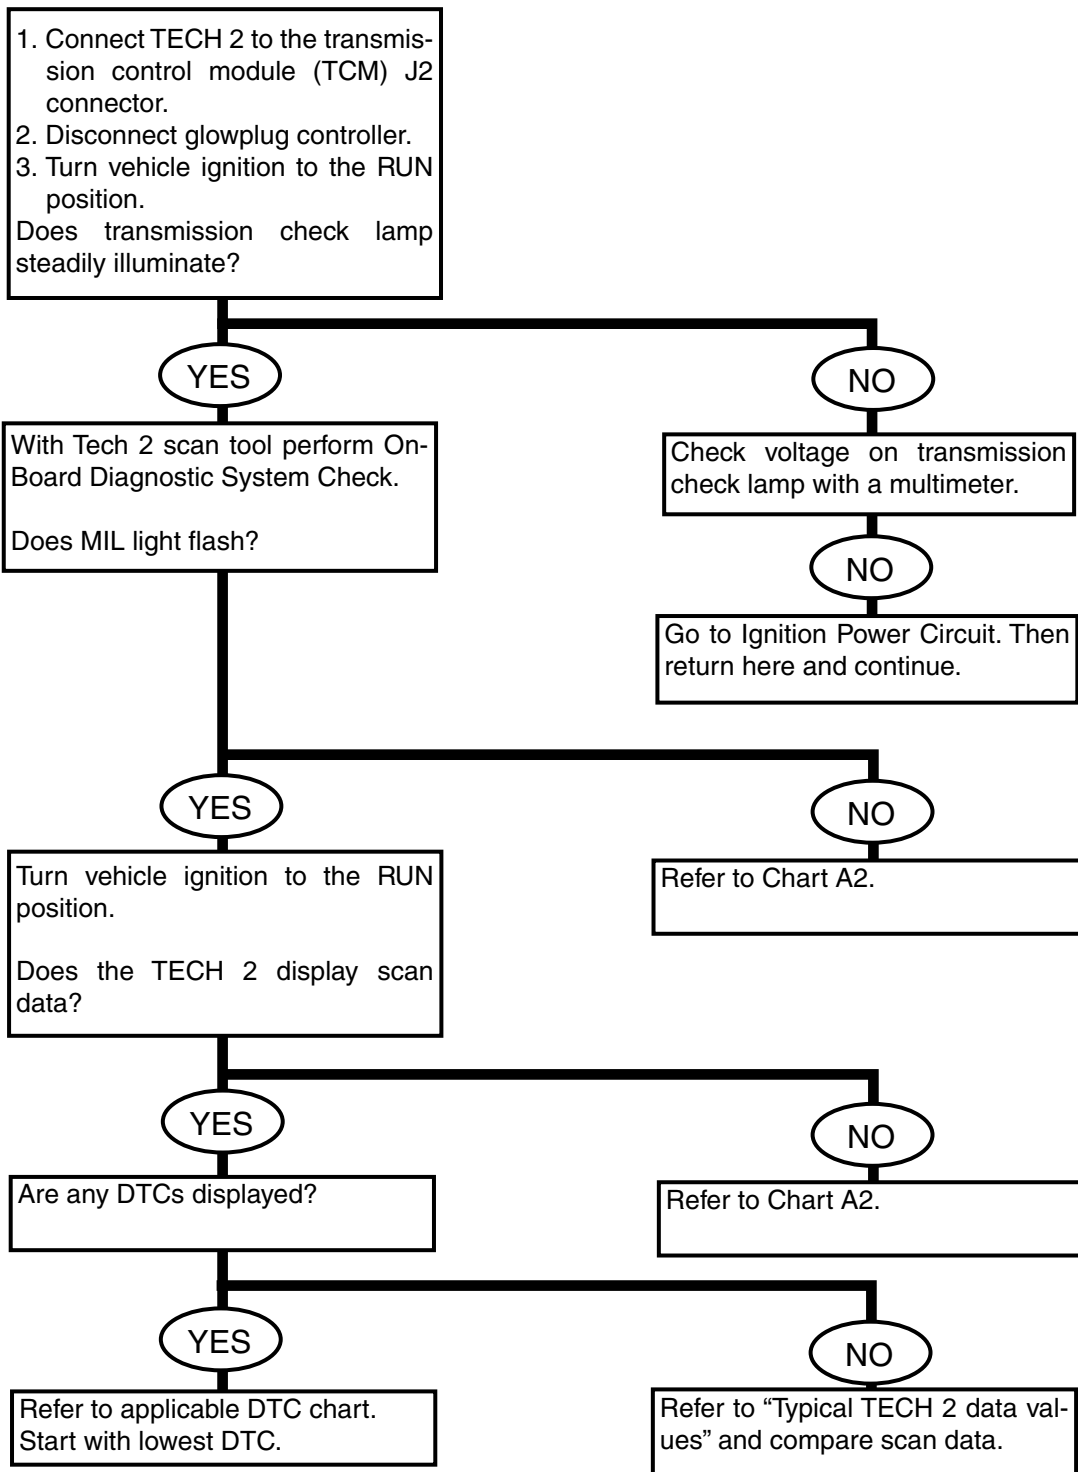 1. Connect TECH 2 to the transmis-
sion control module (TCM) J2
connector.
2. Disconnect glowplug controller.
3. Turn vehicle ignition to the RUN
position.
Does transmission check lamp
steadily illuminate?
YES
NO
With Tech 2 scan tool perform On-
Board Diagnostic System Check.
Does MIL light flash?
Check voltage on transmission
check lamp with a multimeter.
NO
Go to Ignition Power Circuit. Then
return here and continue.
YES
NO
Turn vehicle ignition to the RUN
position.
Does the TECH 2 display scan
data?
Refer to Chart A2.
YES
NO
Are any DTCs displayed?
Refer to Chart A2.
YES
NO
Refer to applicable DTC chart.
Start with lowest DTC.
Refer to “Typical TECH 2 data val-
ues” and compare scan data.